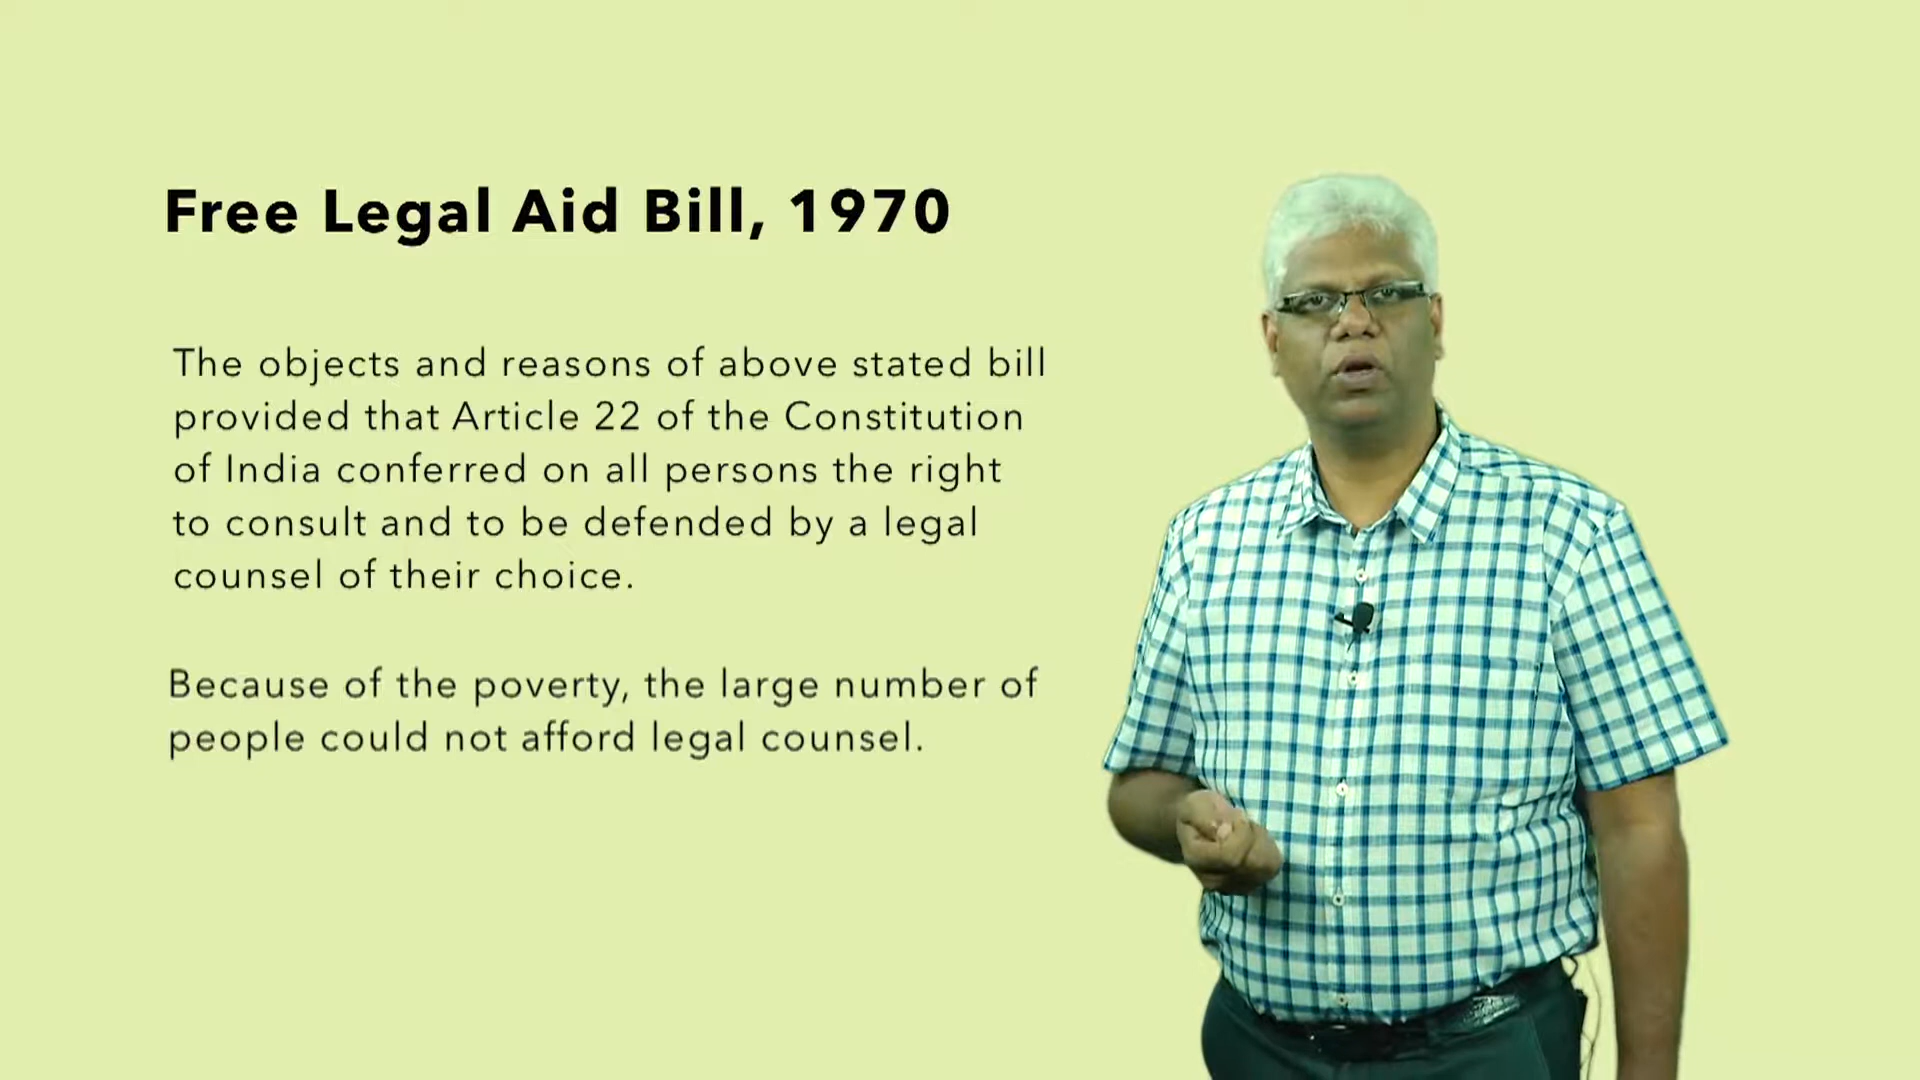 Free Legal Aid Bill, 1970
The objects and reasons of above stated bill
provided that Article 22 of the Constitution
of India conferred on all persons the right
to consult and to be defended by a legal
counsel of their choice.
Because of the poverty, the large number of
people could not afford legal counsel.